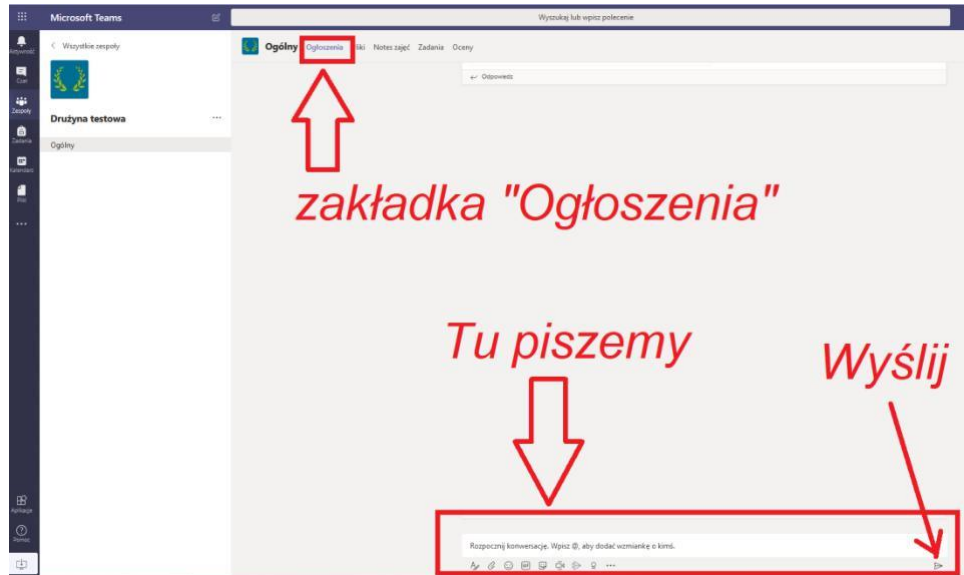 Microsoft Teams
Wyszukaj lub wpisz polecenie
Aktywność
Czat
Zespoły
Zadania
Kalendarz
Pliki
Aplikacje
Pomoc
Wszystkie zespoły
Drużyna testowa
Ogólny
Ogólny Ogłoszenia Pliki Notes zajęć Zadania Oceny
Odpowiedz
zakładka "Ogłoszenia"
Tu piszemy
Wyślij
Rozpocznij konwersację. Wpisz @, aby dodać wzmiankę o kimś.
GIF